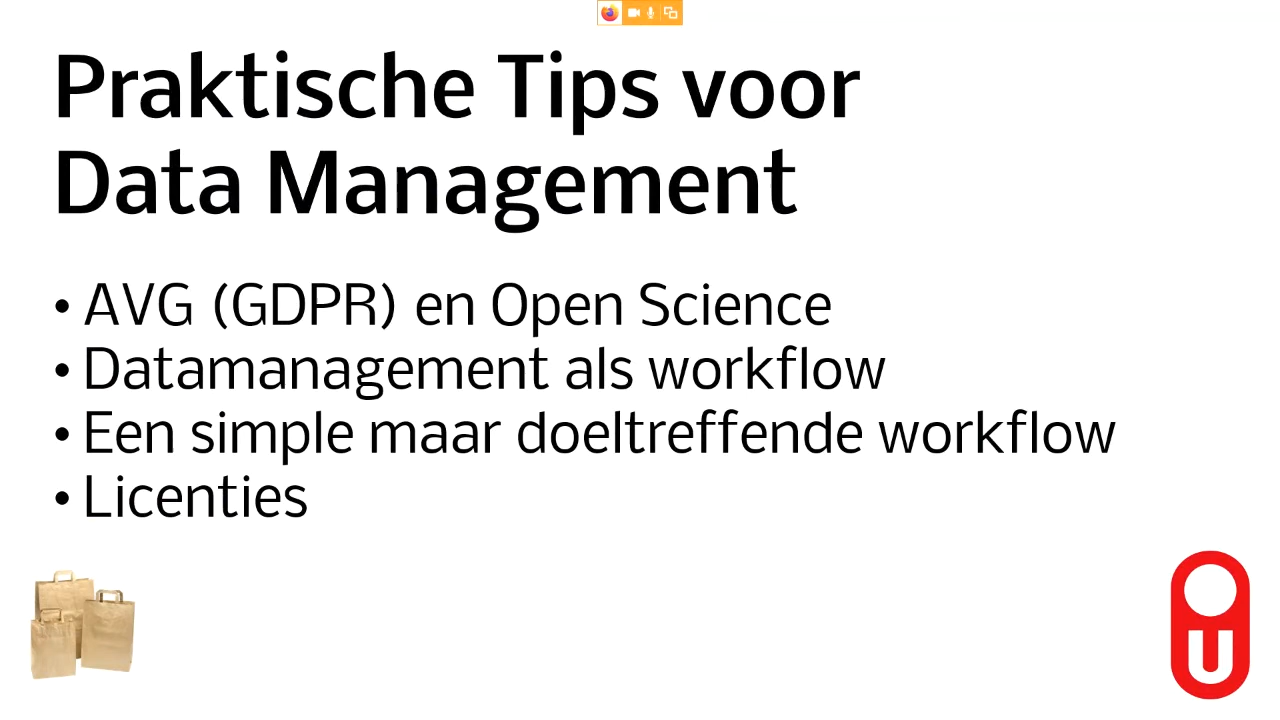 Praktische Tips voor
Data Management
• AVG (GDPR) en Open Science
• Datamanagement als workflow
• Een simple maar doeltreffende workflow
• Licenties
OU